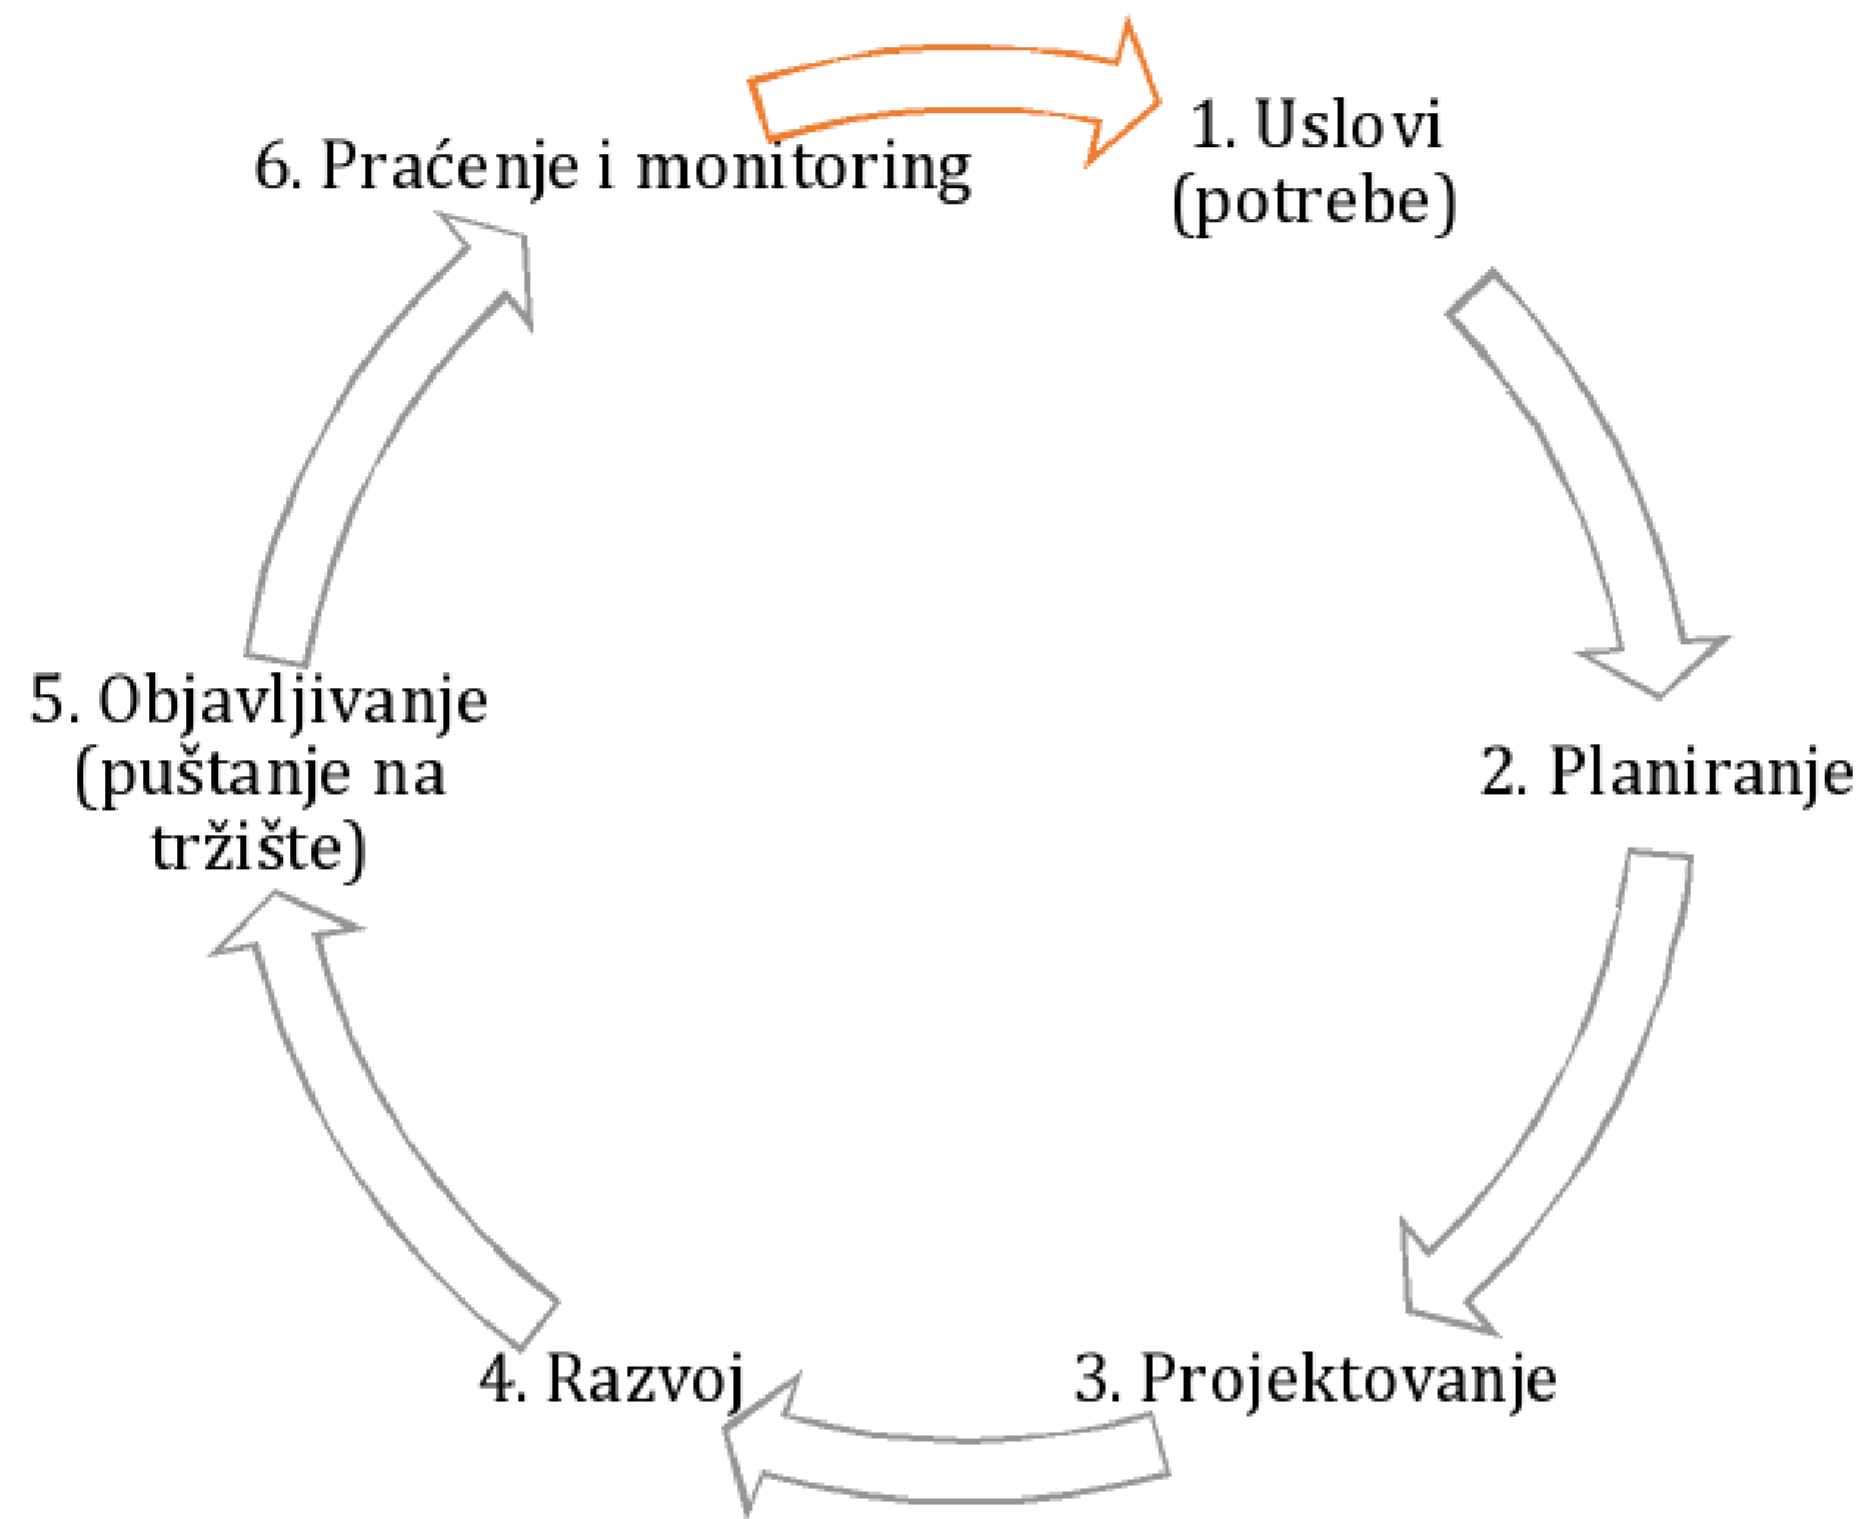 1. Uslovi
(potrebe)
2. Planiranje
3. Projektovanje
4. Razvoj
5. Objavljivanje
(puštanje na
tržište)
6. Praćenje i monitoring